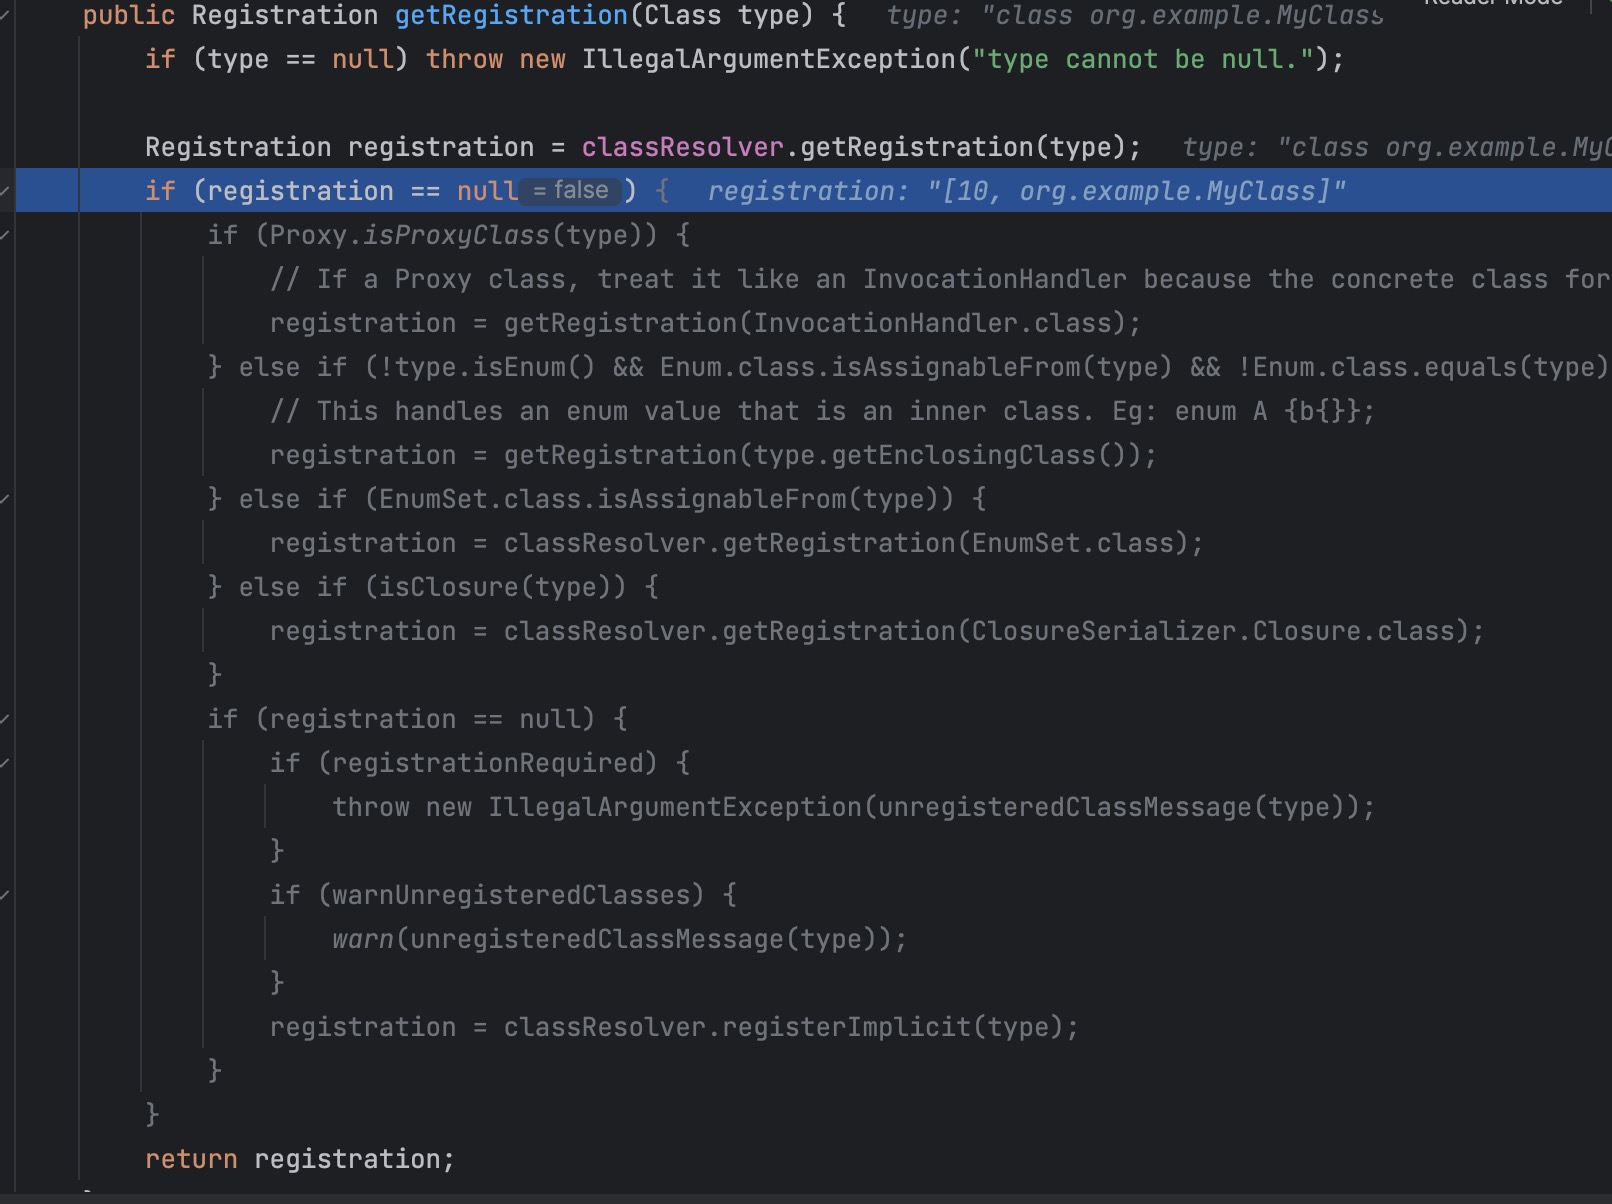 public Registration getRegistration(Class type) {   type: "class org.example.MyClass
if (type == null) throw new IllegalArgumentException("type cannot be null.");
Registration registration = classResolver.getRegistration(type);   type: "class org.example.MyC
if (registration == null = false ) {   registration: "[10, org.example.MyClass]"
if (Proxy.isProxyClass(type)) {
// If a Proxy class, treat it like an InvocationHandler because the concrete class for
registration = getRegistration(InvocationHandler.class);
} else if (!type.isEnum() && Enum.class.isAssignableFrom(type) && !Enum.class.equals(type)
// This handles an enum value that is an inner class. Eg: enum A {b{}};
registration = getRegistration(type.getEnclosingClass());
} else if (EnumSet.class.isAssignableFrom(type)) {
registration = classResolver.getRegistration(EnumSet.class);
} else if (isClosure(type)) {
registration = classResolver.getRegistration(ClosureSerializer.Closure.class);
}
if (registration == null) {
if (registrationRequired) {
throw new IllegalArgumentException(unregisteredClassMessage(type));
}
if (warnUnregisteredClasses) {
warn(unregisteredClassMessage(type));
}
registration = classResolver.registerImplicit(type);
}
}
return registration;